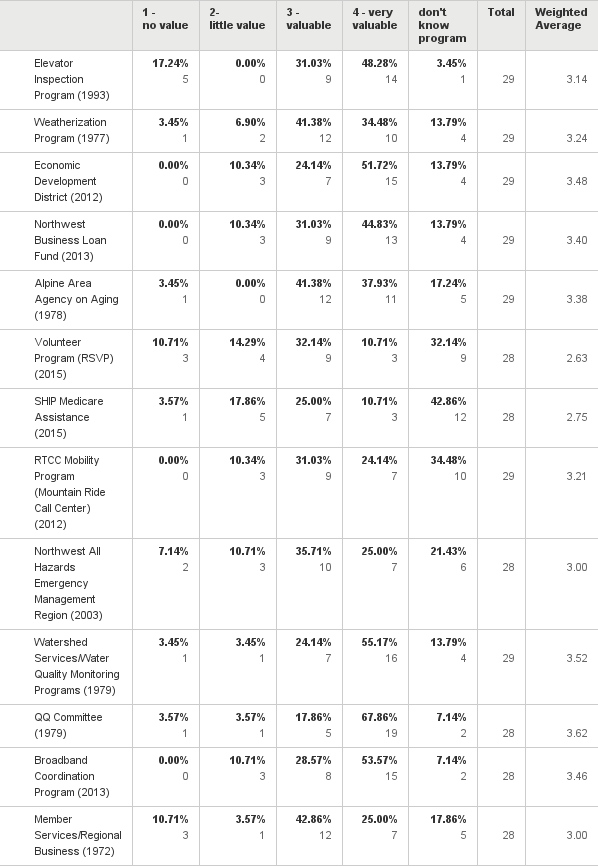 1 - 2- 3 - 4 - very don't Total Weighted
no value little value valuable valuable know Average
program
Elevator 17.24% 0.00% 31.03% 48.28% 3.45%
Inspection 5 0 9 14 1 29 3.14
Program (1993)
Weatherization 3.45% 6.90% 41.38% 34.48% 13.79%
Program (1977) 1 2 12 10 4 29 3.24
Economic 0.00% 10.34% 24.14% 51.72% 13.79%
Development 0 3 7 15 4 29 3.48
District (2012)
Northwest 0.00% 10.34% 31.03% 44.83% 13.79%
Business Loan 0 3 9 13 4 29 3.40
Fund (2013)
Alpine Area 3.45% 0.00% 41.38% 37.93% 17.24%
Agency on Aging 1 0 12 11 5 29 3.38
(1978)
Volunteer 10.71% 14.29% 32.14% 10.71% 32.14%
Program (RSVP) 3 4 9 3 9 28 2.63
(2015)
SHIP Medicare 3.57% 17.86% 25.00% 10.71% 42.86%
Assistance 1 5 7 3 12 28 2.75
(2015)
RTCC Mobility 0.00% 10.34% 31.03% 24.14% 34.48%
Program 0 3 9 7 10 29 3.21
(Mountain Ride
Call Center)
(2012)
Northwest All 7.14% 10.71% 35.71% 25.00% 21.43%
Hazards 2 3 10 7 6 28 3.00
Emergency
Management
Region (2003)
Watershed 3.45% 3.45% 24.14% 55.17% 13.79%
Services/Water 1 1 7 16 4 29 3.52
Quality Monitoring
Programs (1979)
QQ Committee 3.57% 3.57% 17.86% 67.86% 7.14%
(1979) 1 1 5 19 2 28 3.62
Broadband 0.00% 10.71% 28.57% 53.57% 7.14%
Coordination 0 3 8 15 2 28 3.46
Program (2013)
Member 10.71% 3.57% 42.86% 25.00% 17.86%
Services/Regional 3 1 12 7 5 28 3.00
Business (1972)